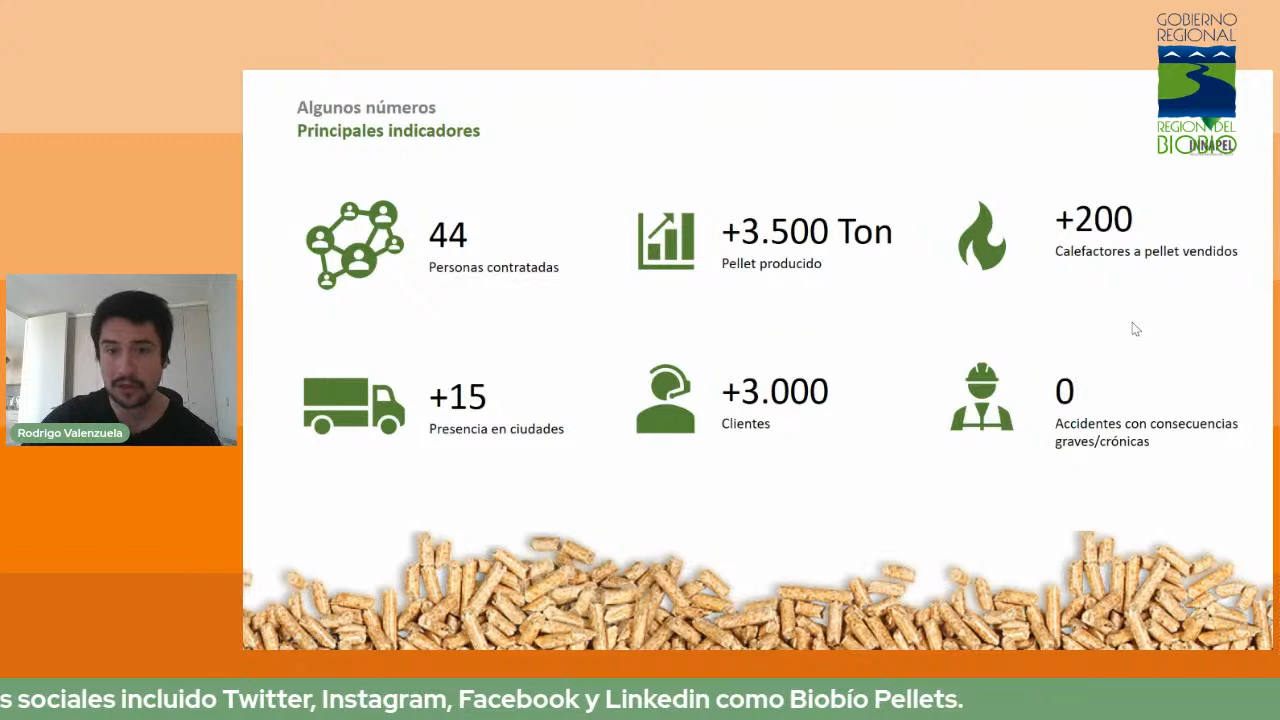 GOBIERNO
REGIONAL
REGION DEL
BIOBIO
INNAPEL
Algunos números
Principales indicadores
44
Personas contratadas
+3.500 Ton
Pellet producido
+200
Calefactores a pellet vendidos
+15
Presencia en ciudades
+3.000
Clientes
0
Accidentes con consecuencias
graves/crónicas
Rodrigo Valenzuela
s sociales incluido Twitter, Instagram, Facebook y Linkedin como Biobío Pellets.